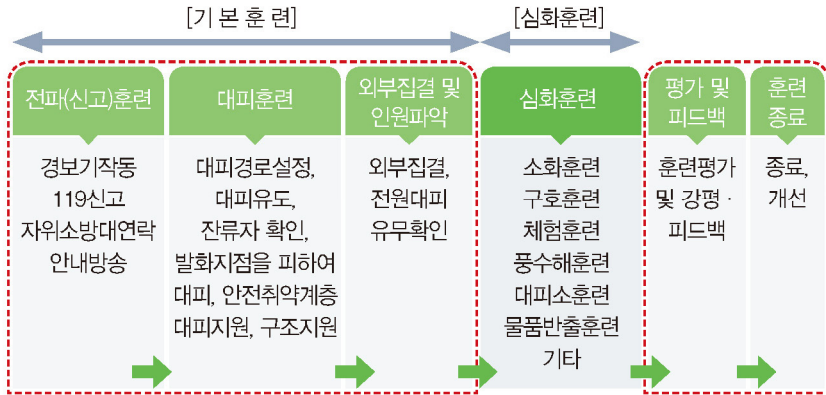 [기 본 훈 련]
[심화훈련]
전파(신고)훈련
경보기작동
119신고
자위소방대연락
안내방송
대피훈련
대피경로설정,
대피유도,
잔류자 확인,
발화지점을 피하여
대피, 안전취약계층
대피지원, 구조지원
외부집결 및
인원파악
외부집결,
전원대피
유무확인
심화훈련
소화훈련
구호훈련
체험훈련
풍수해훈련
대피소훈련
물품반출훈련
기타
평가 및
피드백
훈련평가
및 강평·
피드백
훈련
종료
종료,
개선